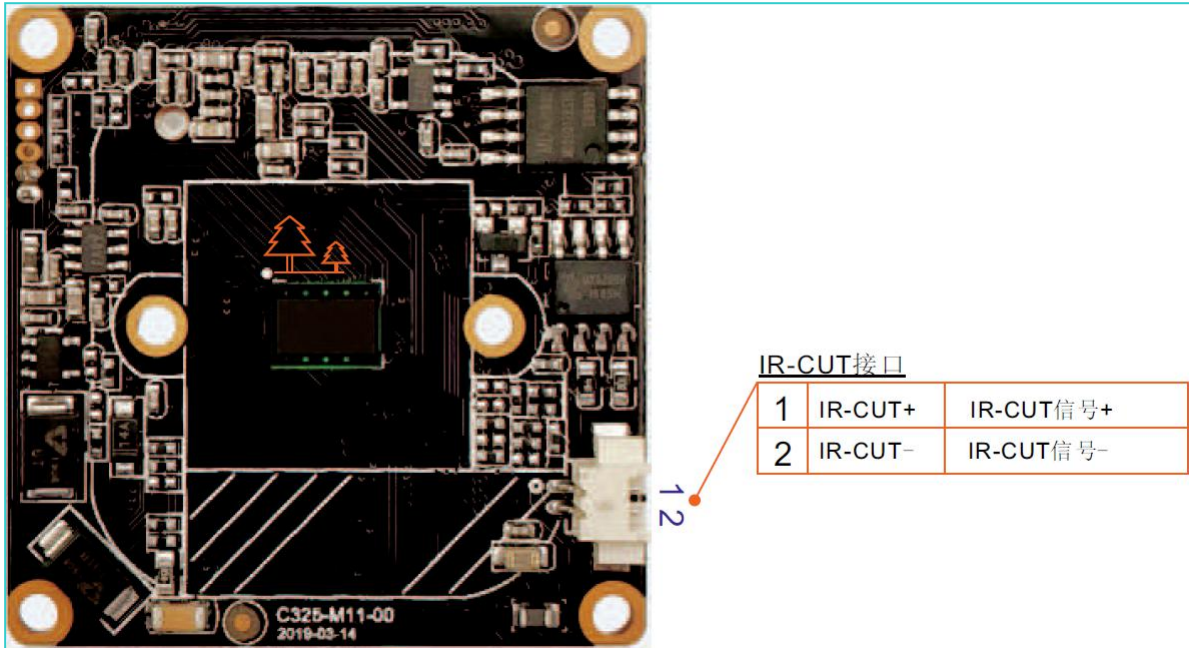 IR-CUT接口
1 IR-CUT+ IR-CUT信号+
2 IR-CUT- IR-CUT信号-
1 2
C325-M11-00
2019-03-14